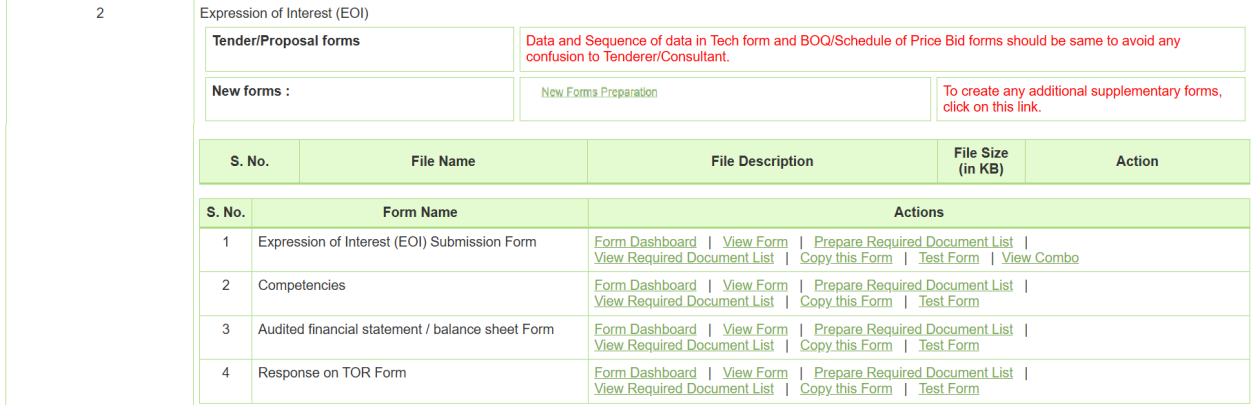 2
Expression of Interest (EOI)
Tender/Proposal forms
Data and Sequence of data in Tech form and BOQ/Schedule of Price Bid forms should be same to avoid any
confusion to Tenderer/Consultant.
New forms :
New Forms Preparation
To create any additional supplementary forms,
click on this link.
S. No. File Name File Description File Size
(in KB) Action
S. No. Form Name Actions
1 Expression of Interest (EOI) Submission Form Form Dashboard | View Form | Prepare Required Document List |
View Required Document List | Copy this Form | Test Form | View Combo
2 Competencies Form Dashboard | View Form | Prepare Required Document List |
View Required Document List | Copy this Form | Test Form
3 Audited financial statement / balance sheet Form Form Dashboard | View Form | Prepare Required Document List |
View Required Document List | Copy this Form | Test Form
4 Response on TOR Form Form Dashboard | View Form | Prepare Required Document List |
View Required Document List | Copy this Form | Test Form